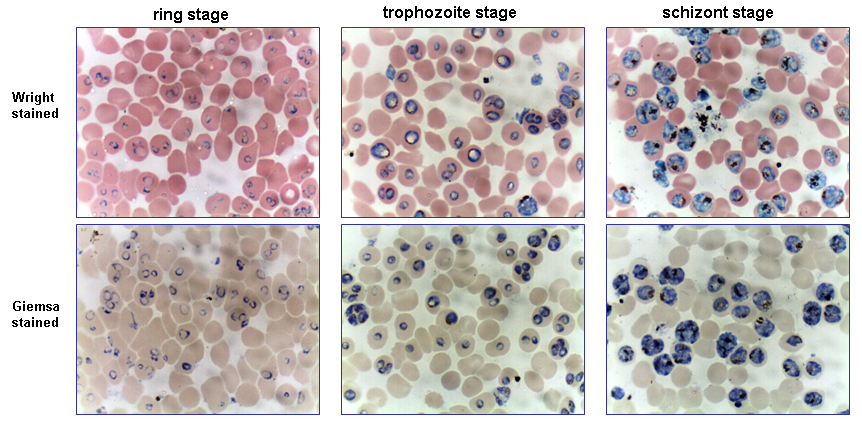 ring stage
trophozoite stage
schizont stage
Wright
stained
Giemsa
stained